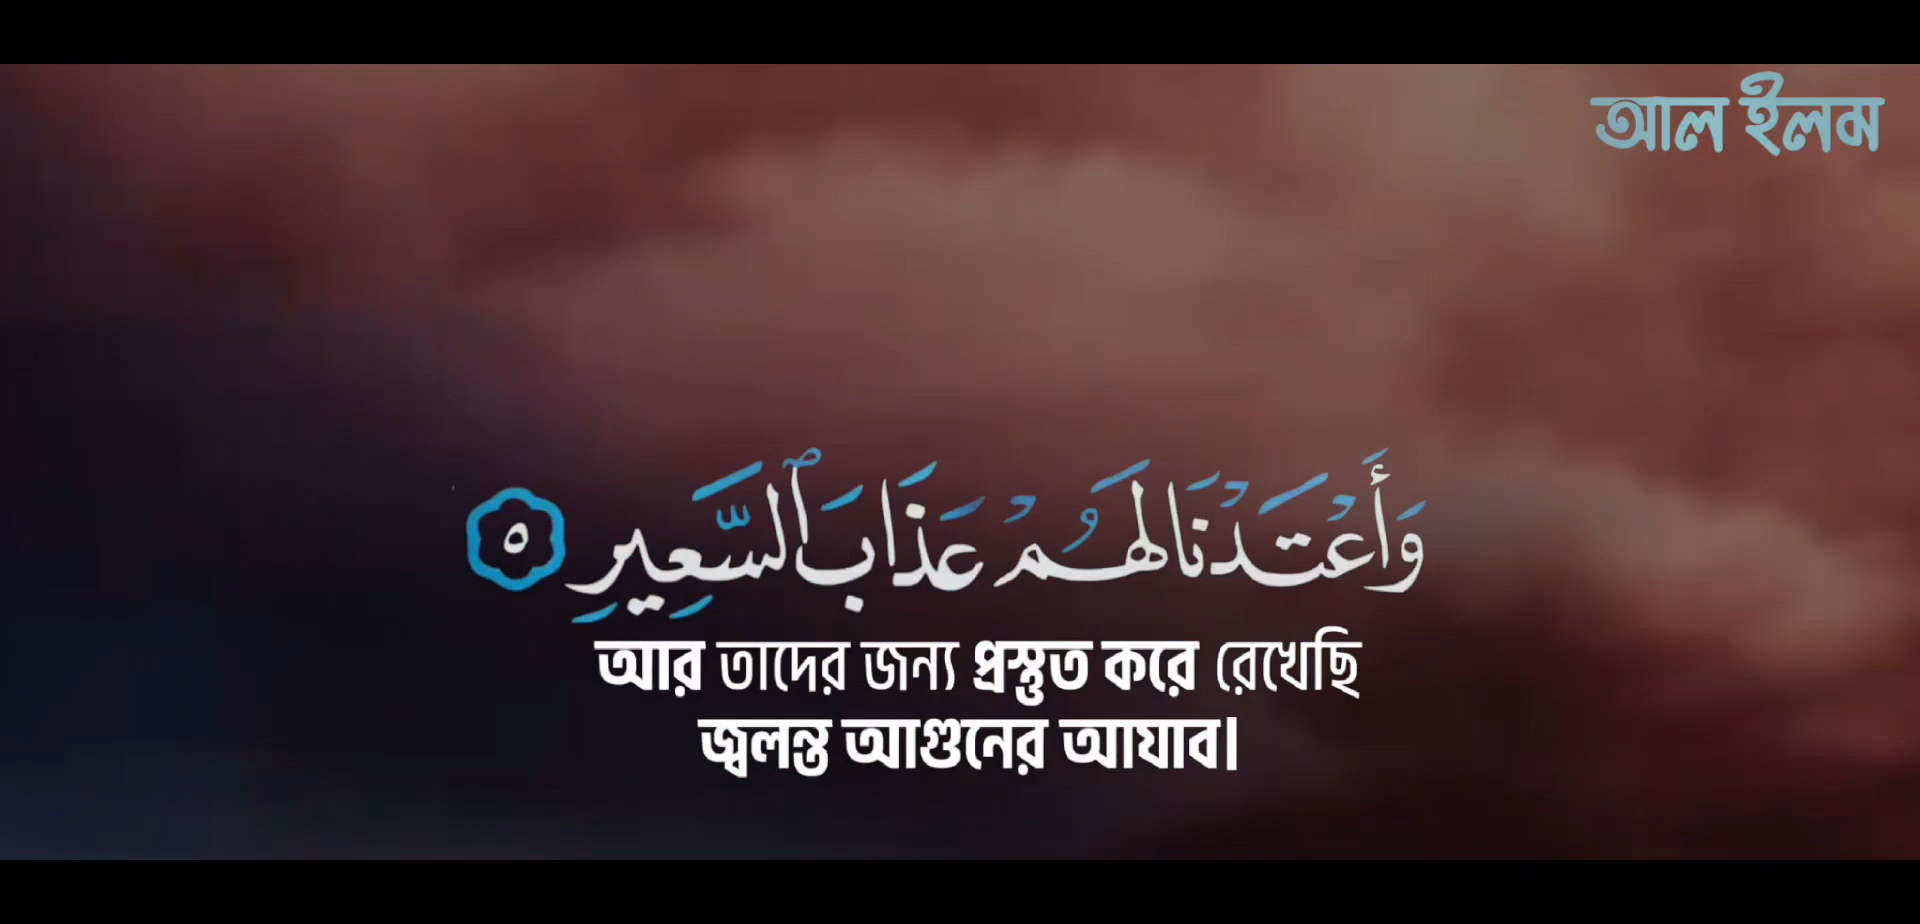 আল ইলম
وَأَعْتَدْنَا لَهُمْ عَذَابَ ٱلسَّعِيرِ ٥
আর তাদের জন্য প্রস্তুত করে রেখেছি
জ্বলন্ত আগুনের আযাব।